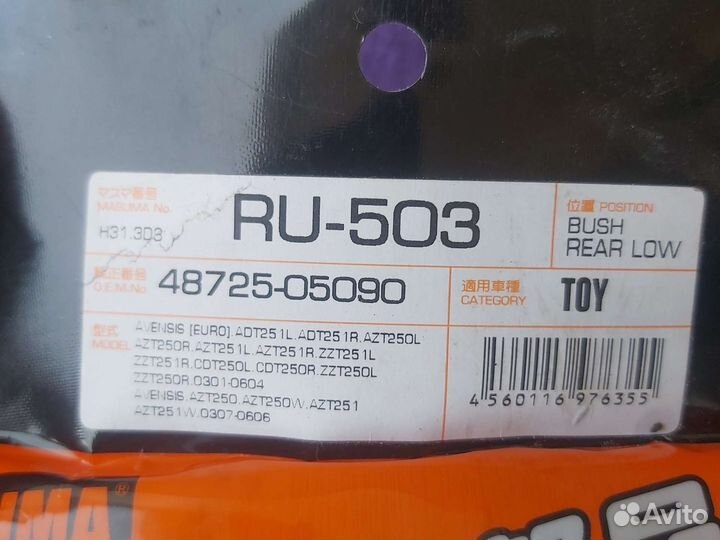 マスマ番号
MASUMA No.
RU-503
H31.3D3
位置 POSITION
BUSH
REAR LOW
純正番号
O.E.M.No.
48725-05090
適用車種
CATEGORY
TOY
型式
MODEL
AVENSIS [EURO].ADT251L.ADT251R.AZT250L
AZT250R.AZT251L.AZT251R.ZZT251L
ZZT251R.CDT250L.CDT250R.ZZT250L
ZZT250R.0301-0604
AVENSIS.AZT250.AZT250W.AZT251
AZT251W.0307-0606
4 560116 976355
UMA®
Avito